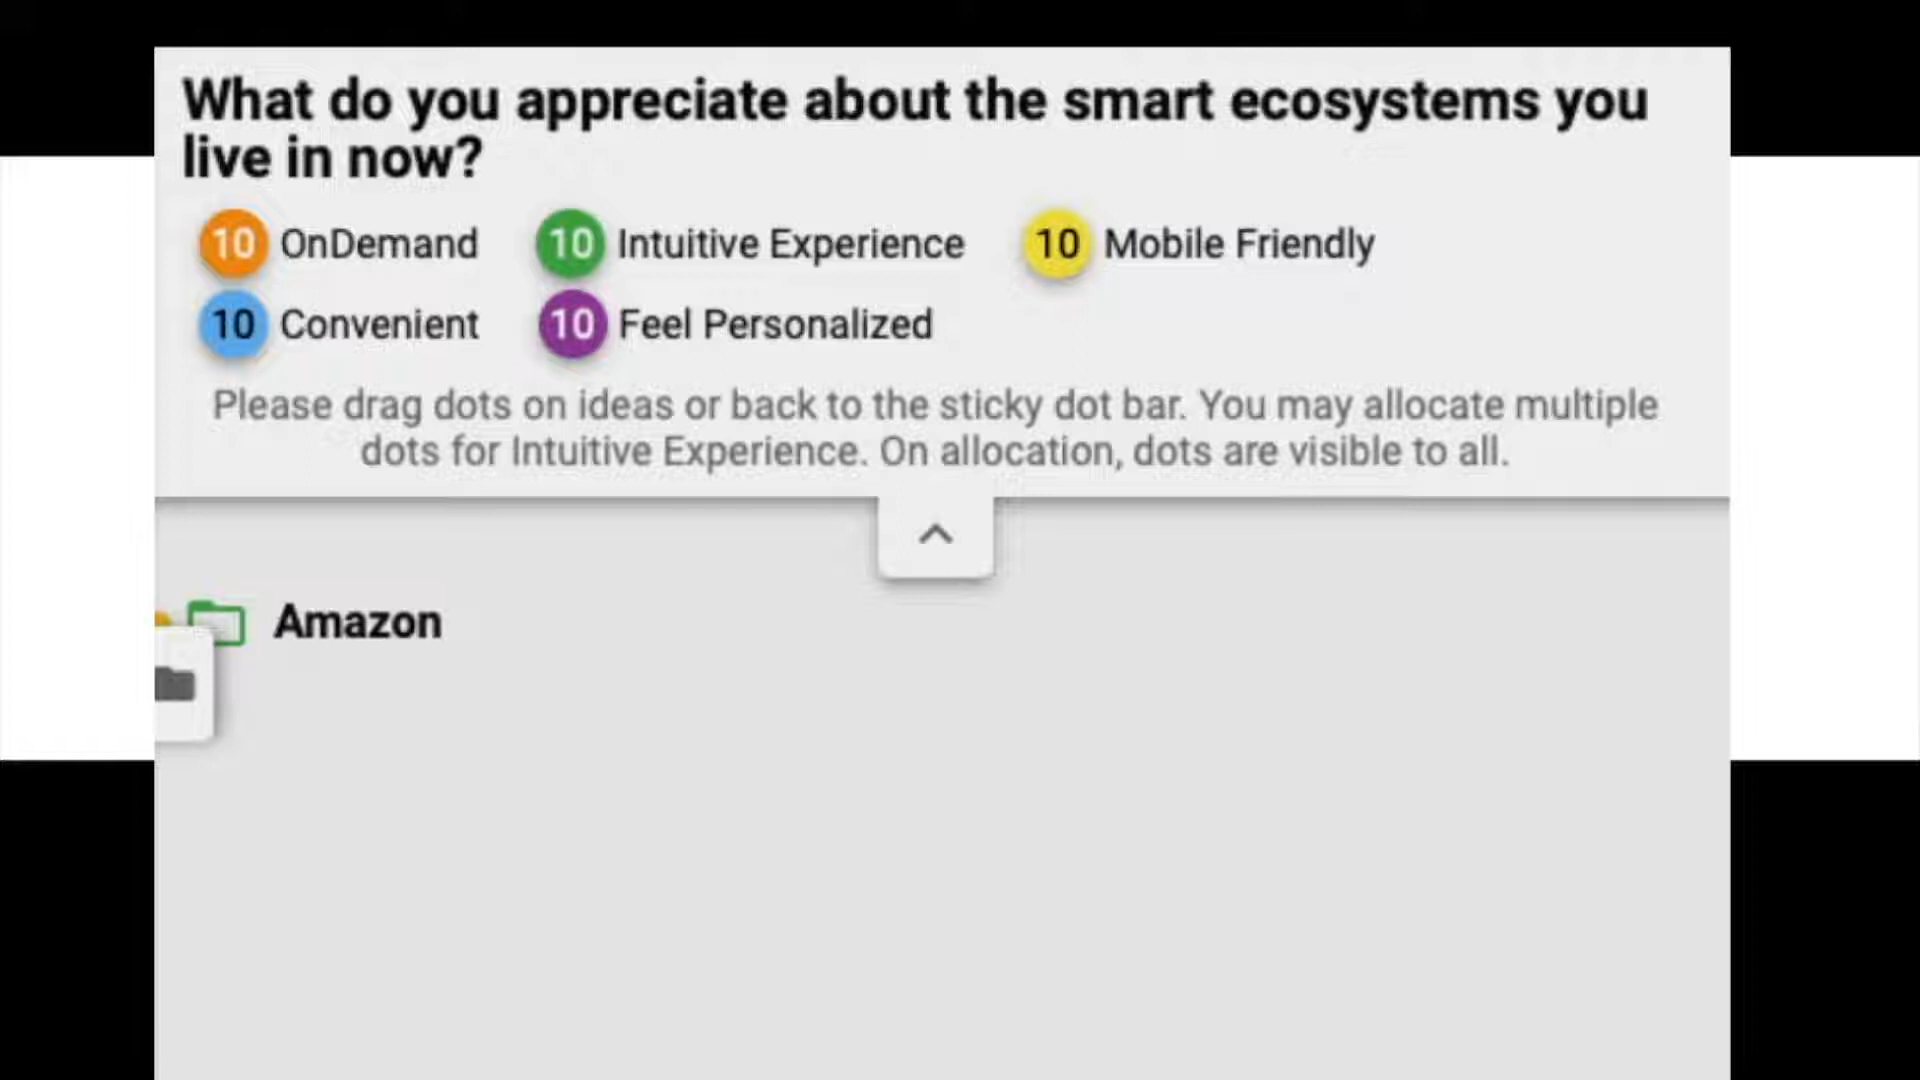 What do you appreciate about the smart ecosystems you
live in now?
10 OnDemand 10 Intuitive Experience 10 Mobile Friendly
10 Convenient 10 Feel Personalized
Please drag dots on ideas or back to the sticky dot bar. You may allocate multiple
dots for Intuitive Experience. On allocation, dots are visible to all.
Amazon